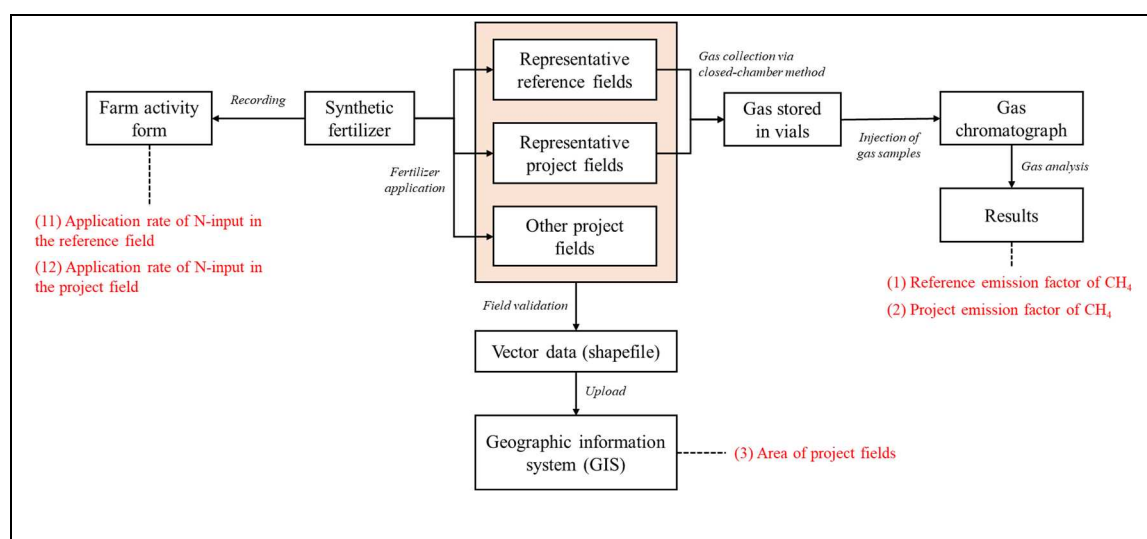 Farm activity
form
Recording
Synthetic
fertilizer
Fertilizer
application
Representative
reference fields
Representative
project fields
Other project
fields
Gas collection via
closed-chamber method
Gas stored
in vials
Injection of
gas samples
Gas
chromatograph
Gas analysis
Results
(11) Application rate of N-input in
the reference field
(12) Application rate of N-input in
the project field
(1) Reference emission factor of CH₄
(2) Project emission factor of CH₄
Field validation
Vector data (shapefile)
Upload
Geographic information
system (GIS)
(3) Area of project fields